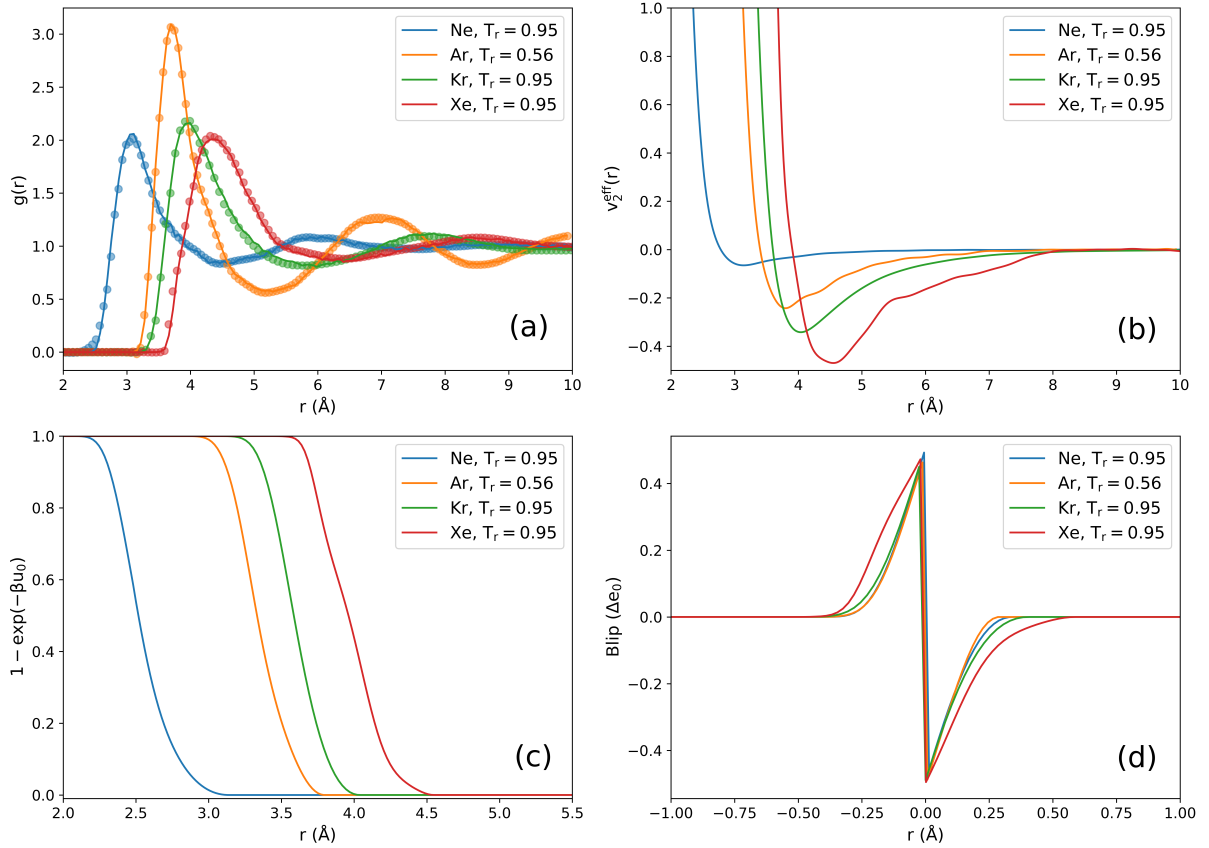 3.0
2.5
2.0
1.5
1.0
0.5
0.0
g(r)
2 3 4 5 6 7 8 9 10
r (Å)
Ne, Tr = 0.95
Ar, Tr = 0.56
Kr, Tr = 0.95
Xe, Tr = 0.95
(a)
1.0
0.8
0.6
0.4
0.2
0.0
−0.2
−0.4
v2eff(r)
2 3 4 5 6 7 8 9 10
r (Å)
Ne, Tr = 0.95
Ar, Tr = 0.56
Kr, Tr = 0.95
Xe, Tr = 0.95
(b)
1.0
0.8
0.6
0.4
0.2
0.0
1 − exp(−βu0)
2.0 2.5 3.0 3.5 4.0 4.5 5.0 5.5
r (Å)
Ne, Tr = 0.95
Ar, Tr = 0.56
Kr, Tr = 0.95
Xe, Tr = 0.95
(c)
0.4
0.2
0.0
−0.2
−0.4
Blip (Δe0)
−1.00 −0.75 −0.50 −0.25 0.00 0.25 0.50 0.75 1.00
r (Å)
Ne, Tr = 0.95
Ar, Tr = 0.56
Kr, Tr = 0.95
Xe, Tr = 0.95
(d)